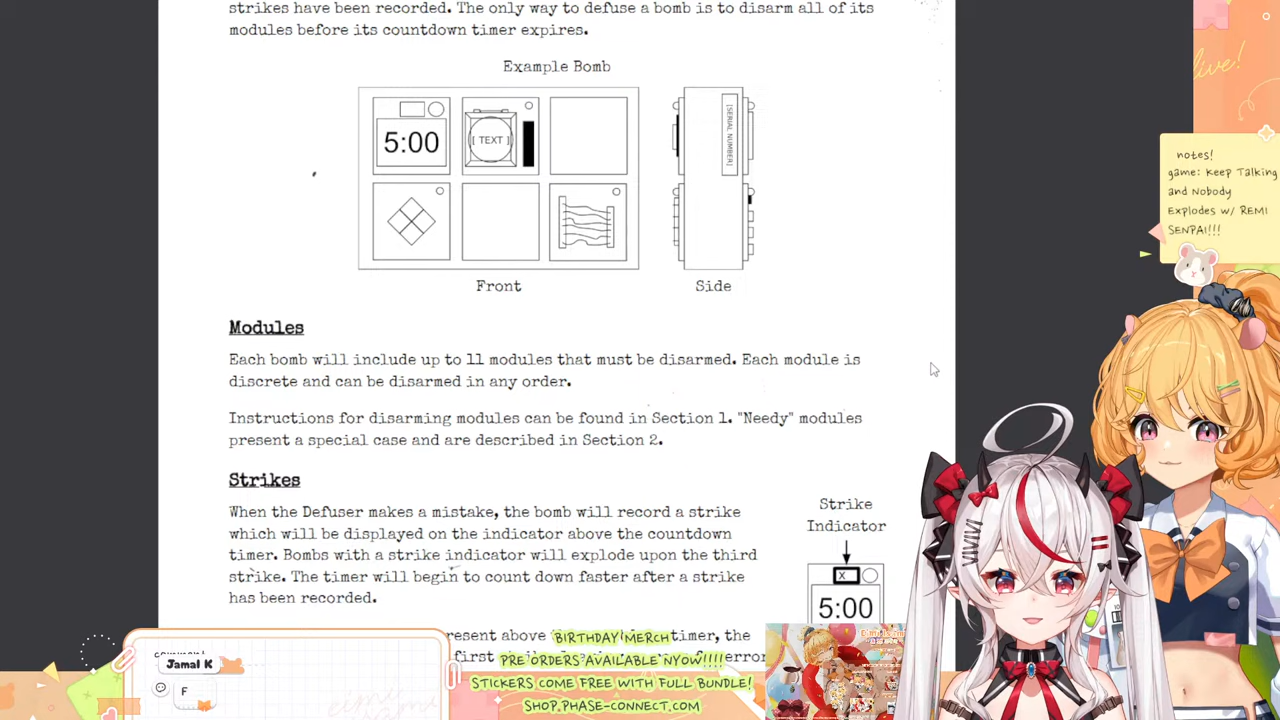 strikes have been recorded. The only way to defuse a bomb is to disarm all of its
modules before its countdown timer expires.
Example Bomb
5:00
[ TEXT ]
[SERIAL NUMBER]
Front
Side
Modules
Each bomb will include up to 11 modules that must be disarmed. Each module is
discrete and can be disarmed in any order.
Instructions for disarming modules can be found in Section 1. "Needy" modules
present a special case and are described in Section 2.
Strikes
When the Defuser makes a mistake, the bomb will record a strike
which will be displayed on the indicator above the countdown
timer. Bombs with a strike indicator will explode upon the third
strike. The timer will begin to count down faster after a strike
has been recorded.
Strike
Indicator
X
5:00
resent above
timer, the
first
error
live!
notes!
game: Keep Talking
and Nobody
Explodes w/ REMI
SENPAI!!!
Jamal K
F
BIRTHDAY MERCH
PRE ORDERS AVAILABLE NYOW!!!!
STICKERS COME FREE WITH FULL BUNDLE!
SHOP.PHASE-CONNECT.COM